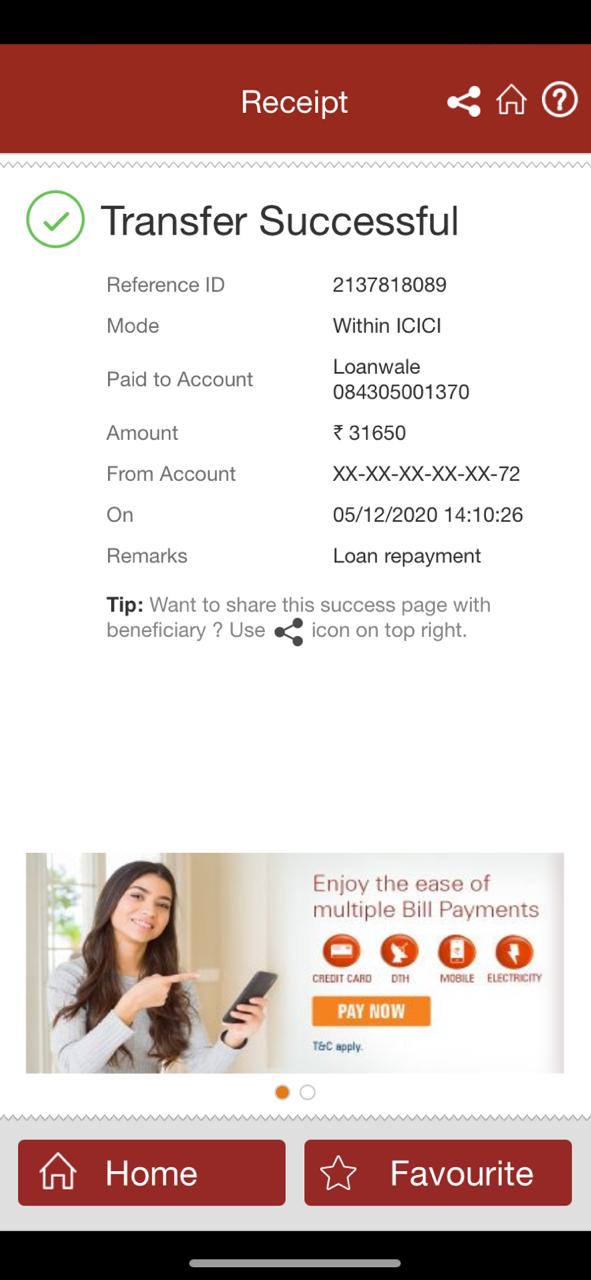 Receipt
Transfer Successful
Reference ID 2137818089
Mode Within ICICI
Paid to Account Loanwale
084305001370
Amount ₹ 31650
From Account XX-XX-XX-XX-XX-72
On 05/12/2020 14:10:26
Remarks Loan repayment
Tip: Want to share this success page with
beneficiary ? Use icon on top right.
Enjoy the ease of
multiple Bill Payments
CREDIT CARD DTH MOBILE ELECTRICITY
PAY NOW
T&C apply.
Home Favourite